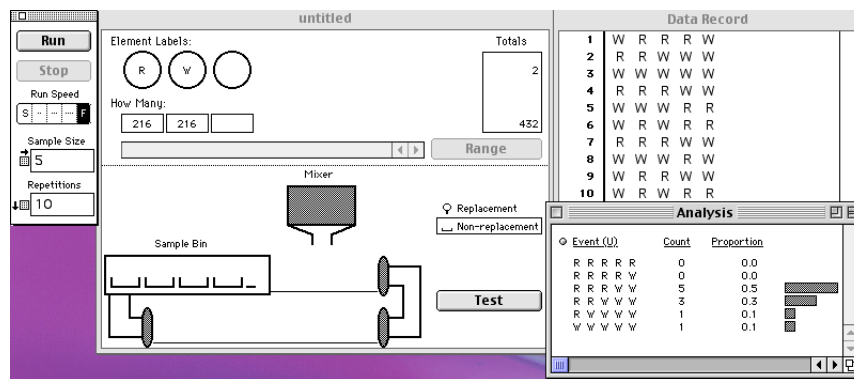 Run
Stop
Run Speed
S F
Sample Size
5
Repetitions
10
untitled
Element Labels:
R W
How Many:
216 216
Totals
2
432
Range
Mixer
Replacement
Non-replacement
Sample Bin
Test
Data Record
1 W R R R W
2 R R W W W
3 W W W W W
4 R R R W W
5 W W W R R
6 W R W R R
7 R R R W W
8 W W W R W
9 W R R W W
10 W R W R R
Analysis
Event (U) Count Proportion
R R R R R 0 0.0
R R R R W 0 0.0
R R R W W 5 0.5
R R W W W 3 0.3
R W W W W 1 0.1
W W W W W 1 0.1